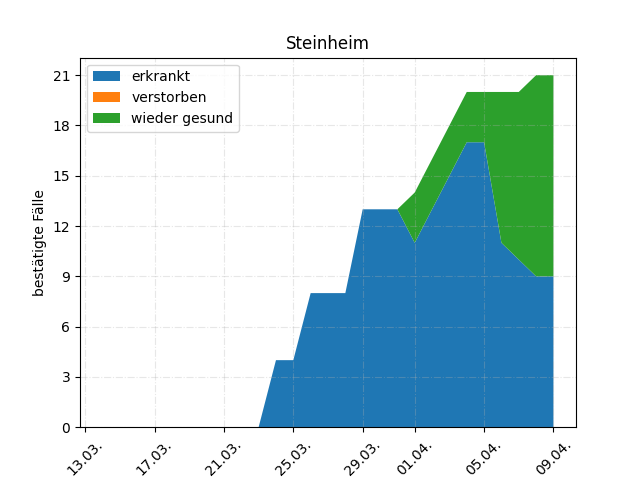 Steinheim
erkrankt
verstorben
wieder gesund
bestätigte Fälle
21
18
15
12
9
6
3
0
13.03. 17.03. 21.03. 25.03. 29.03. 01.04. 05.04. 09.04.